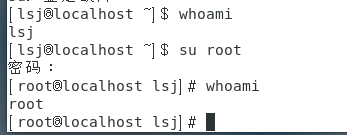 [lsj@localhost ~]$ whoami
lsj
[lsj@localhost ~]$ su root
密码：
[root@localhost lsj]# whoami
root
[root@localhost lsj]#